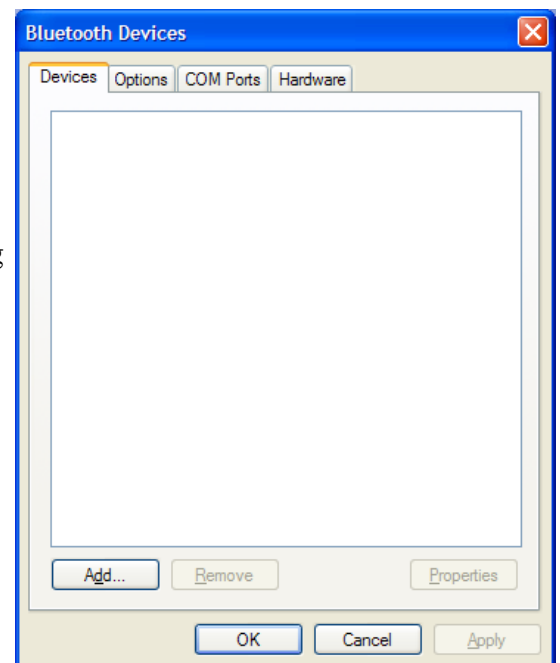 Bluetooth Devices
Devices Options COM Ports Hardware
g
Add... Remove Properties
OK Cancel Apply